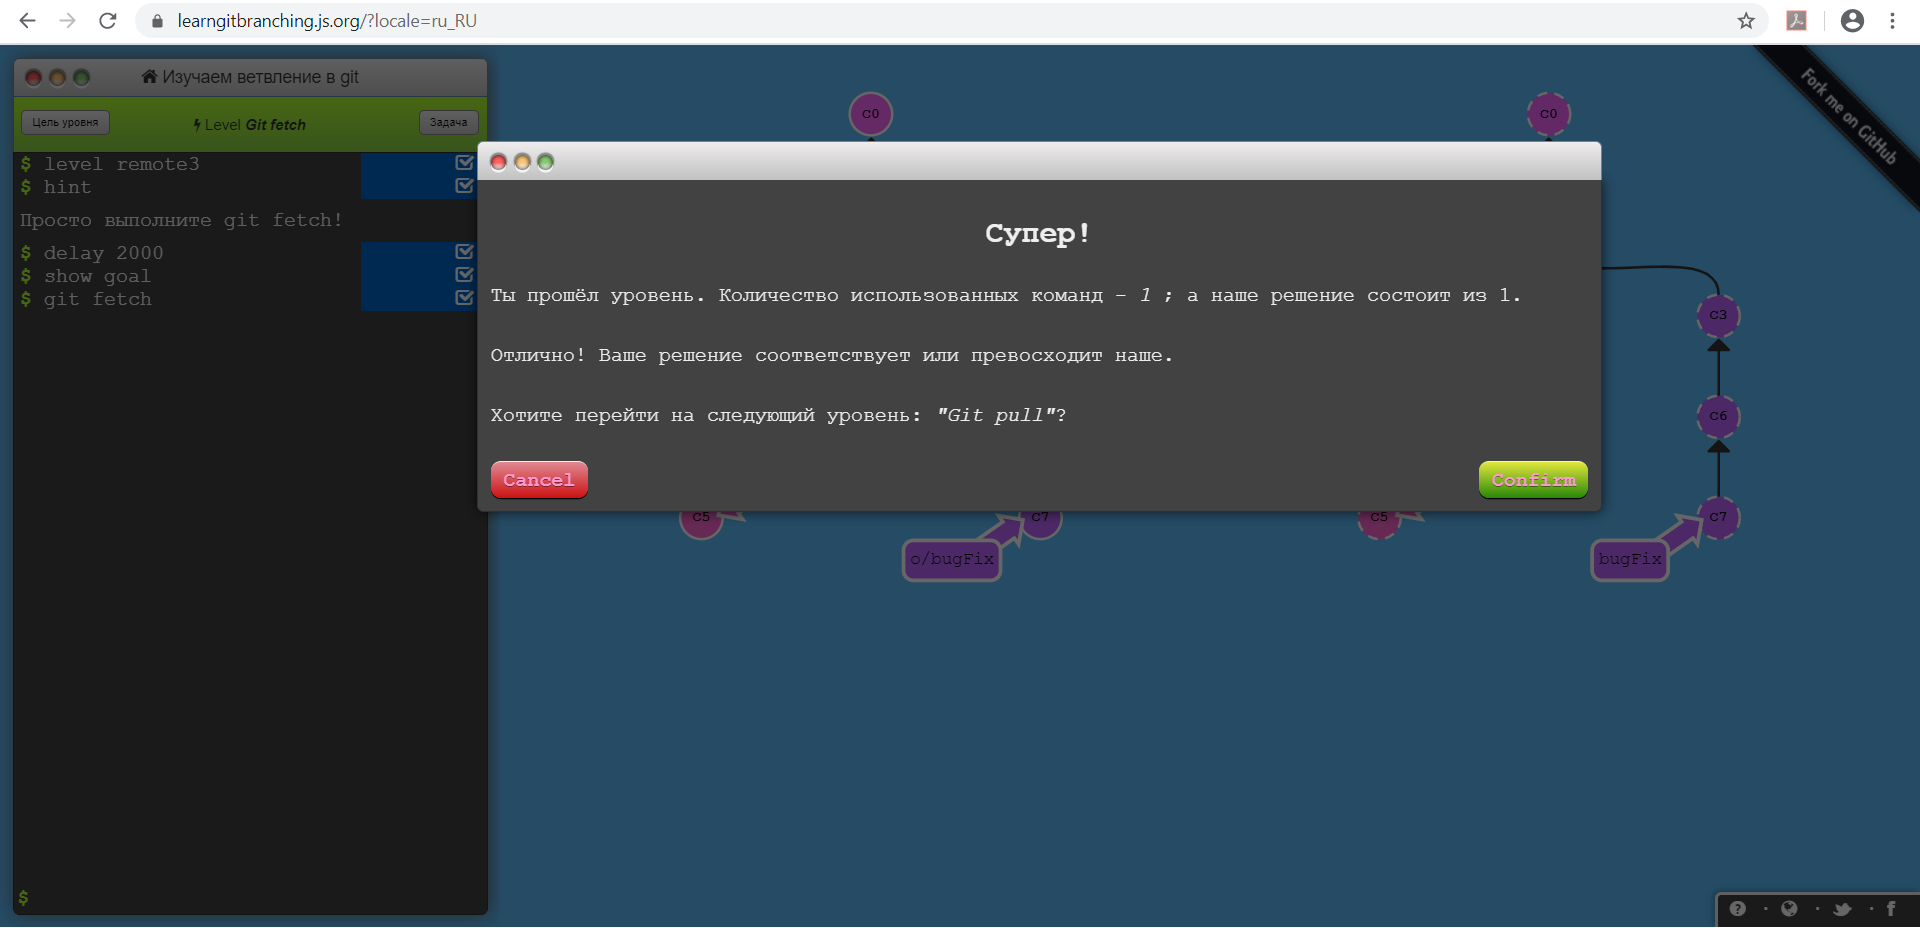 learngitbranching.js.org/?locale=ru_RU
Изучаем ветвление в git
Цель уровня
Level Git fetch
Задача
$ level remote3
$ hint
Просто выполните git fetch!
$ delay 2000
$ show goal
$ git fetch
$
c0
c0
Fork me on GitHub
Супер!
Ты прошёл уровень. Количество использованных команд - 1 ; а наше решение состоит из 1.
Отлично! Ваше решение соответствует или превосходит наше.
Хотите перейти на следующий уровень: "Git pull"?
Cancel
Confirm
c3
c6
c5
c7
c5
c7
o/bugFix
bugFix